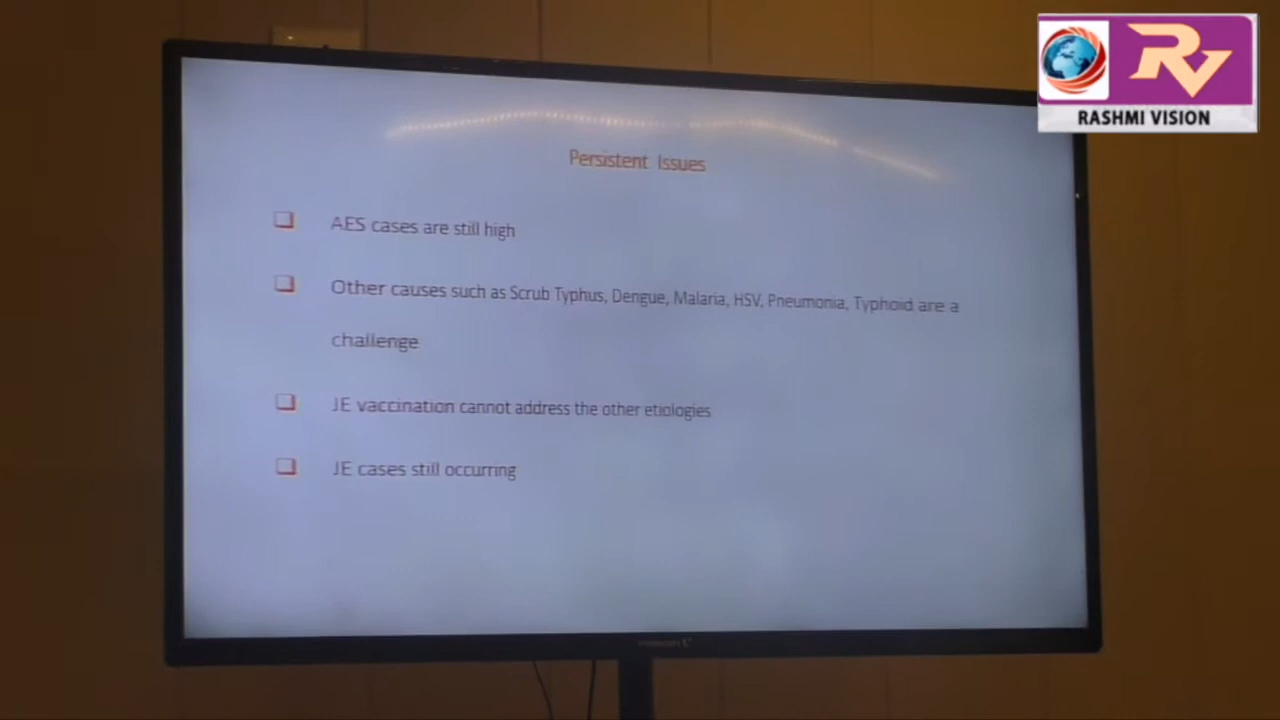 RV
RASHMI VISION
Persistent Issues
AES cases are still high
Other causes such as Scrub Typhus, Dengue, Malaria, HSV, Pneumonia, Typhoid are a
challenge
JE vaccination cannot address the other etiologies
JE cases still occurring